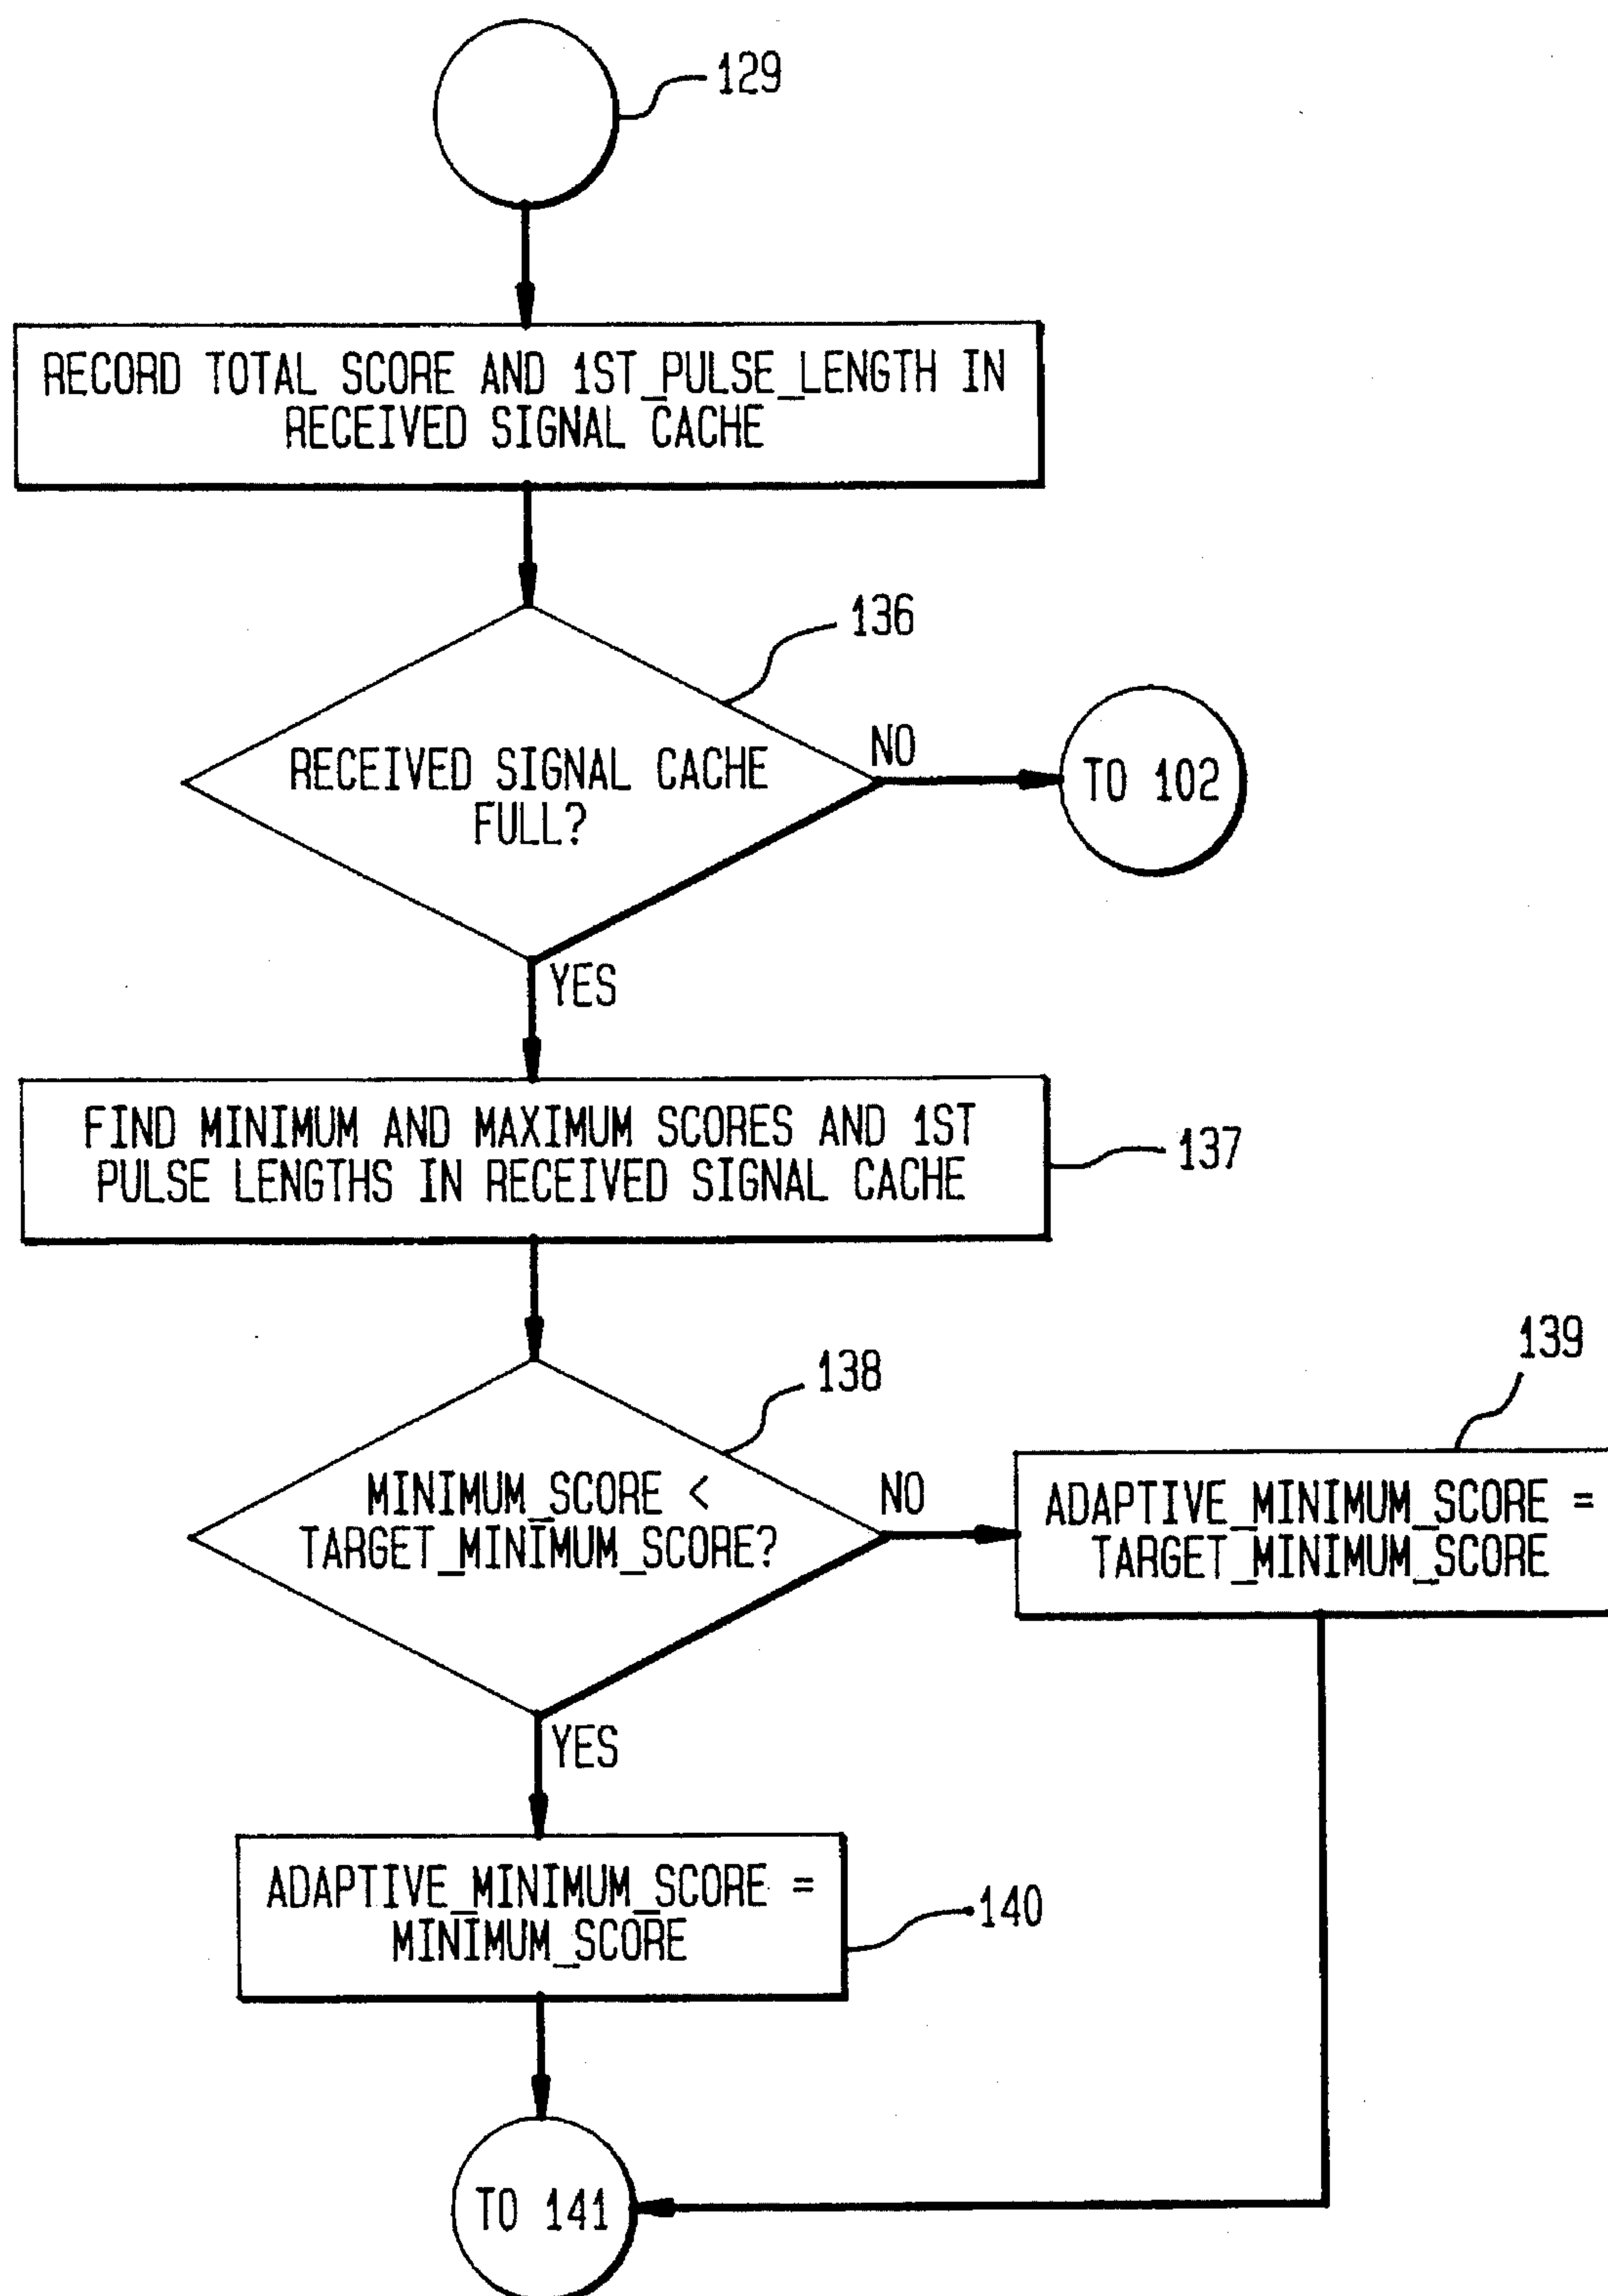 129
RECORD TOTAL SCORE AND 1ST_PULSE_LENGTH IN
RECEIVED SIGNAL CACHE
136
RECEIVED SIGNAL CACHE
FULL?
NO
TO 102
YES
FIND MINIMUM AND MAXIMUM SCORES AND 1ST
PULSE LENGTHS IN RECEIVED SIGNAL CACHE
137
138
139
MINIMUM_SCORE <
TARGET_MINIMUM_SCORE?
NO
ADAPTIVE_MINIMUM_SCORE =
TARGET_MINIMUM_SCORE
YES
ADAPTIVE_MINIMUM_SCORE =
MINIMUM_SCORE
140
TO 141